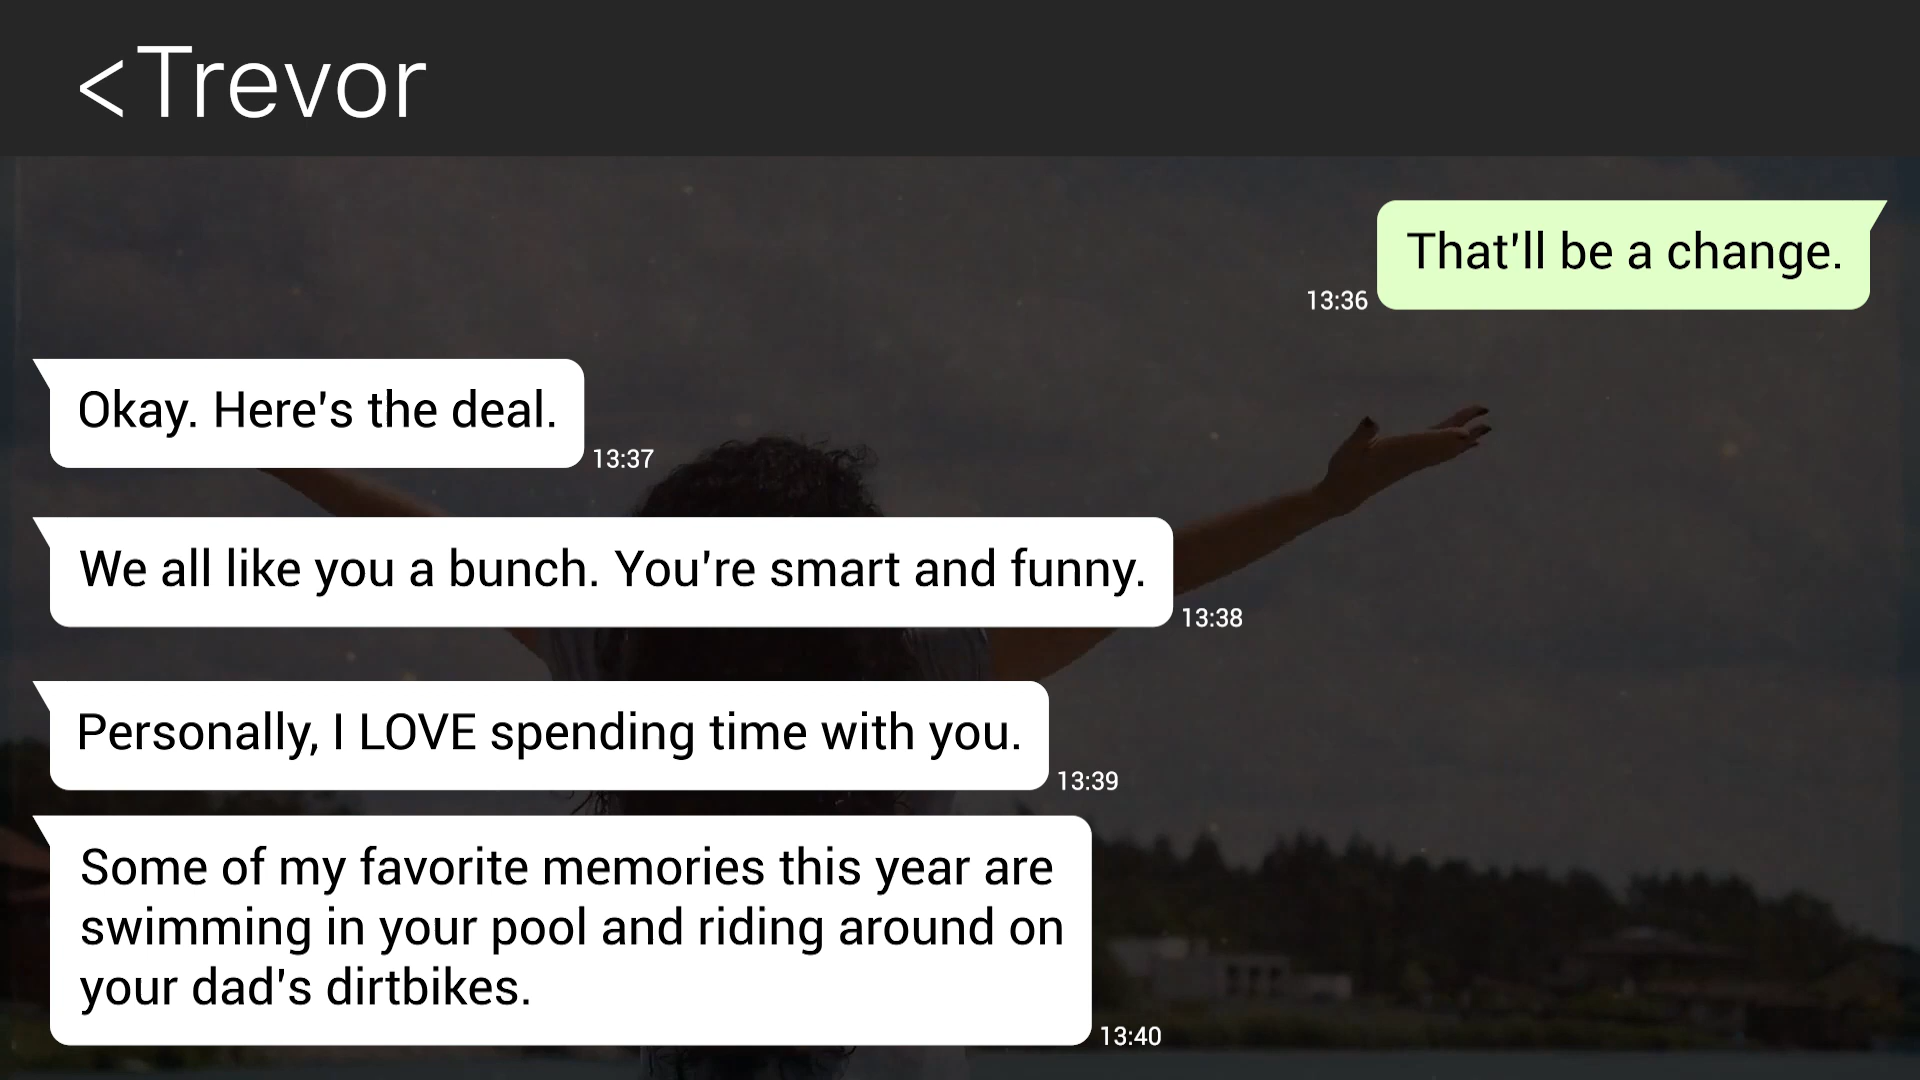 <Trevor
That'll be a change.
13:36
Okay. Here's the deal.
13:37
We all like you a bunch. You're smart and funny.
13:38
Personally, I LOVE spending time with you.
13:39
Some of my favorite memories this year are
swimming in your pool and riding around on
your dad's dirtbikes.
13:40